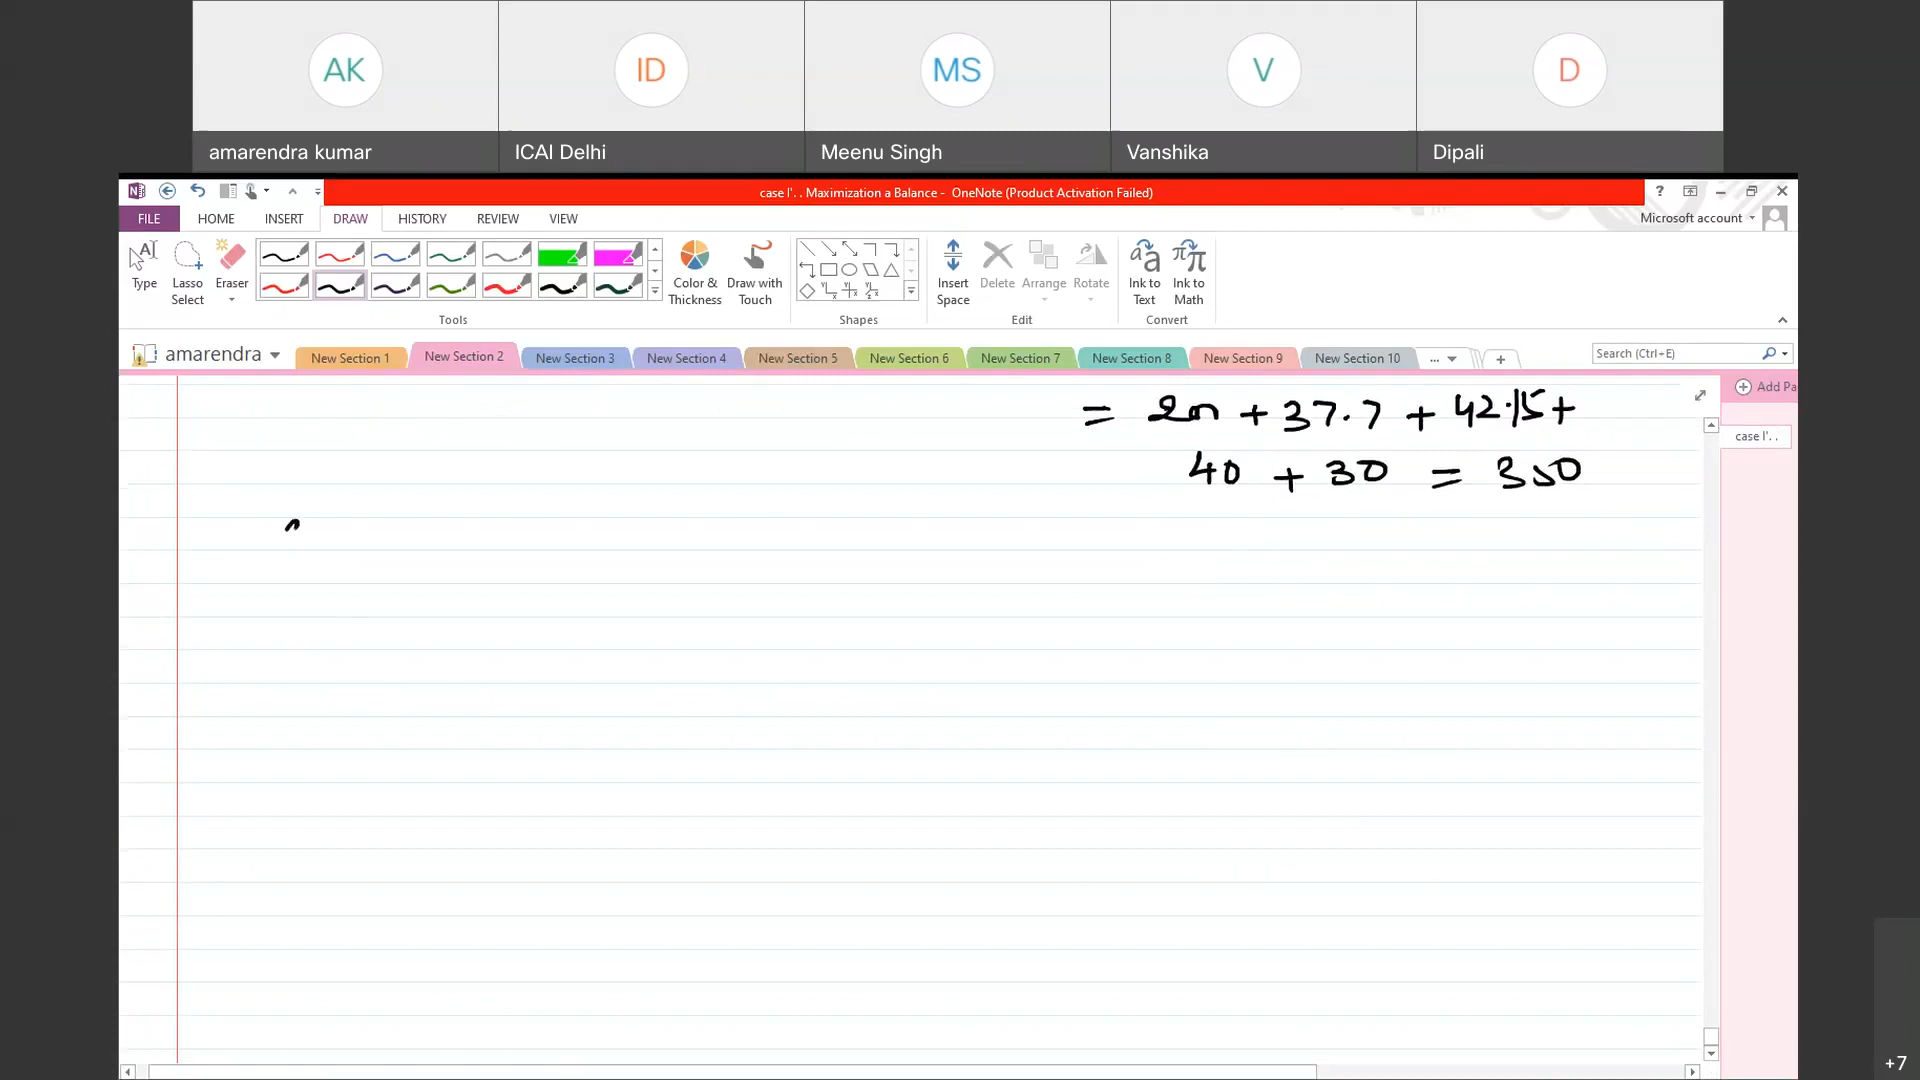 AK ID MS V D
amarendra kumar ICAI Delhi Meenu Singh Vanshika Dipali
case I'. . Maximization a Balance - OneNote (Product Activation Failed)
FILE HOME INSERT DRAW HISTORY REVIEW VIEW Microsoft account
Type Lasso Select Eraser Color & Thickness Draw with Touch Insert Space Delete Arrange Rotate Ink to Text Ink to Math
Tools Shapes Edit Convert
amarendra New Section 1 New Section 2 New Section 3 New Section 4 New Section 5 New Section 6 New Section 7 New Section 8 New Section 9 New Section 10 ... Search (Ctrl+E)
Add Pa
case I'. .
= 2n + 37.7 + 42.15 +
40 + 30 = 350
+7